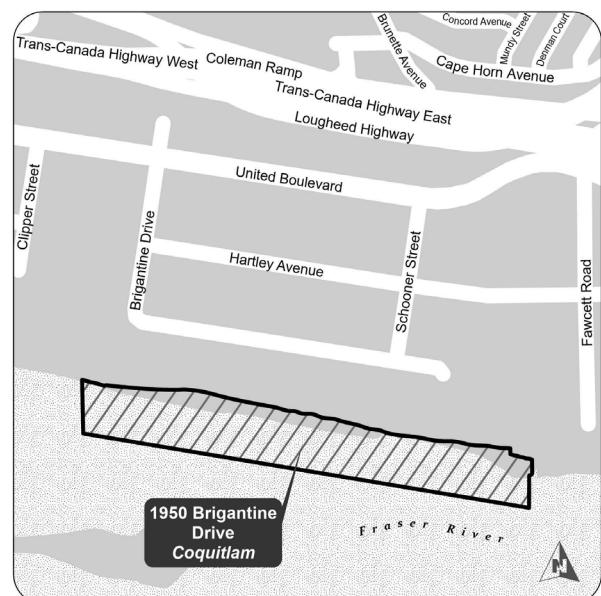 Concord Avenue
Mundy Street
Denman Court
Brunette Avenue
Cape Horn Avenue
Trans-Canada Highway West
Coleman Ramp
Trans-Canada Highway East
Lougheed Highway
Clipper Street
Brigantine Drive
United Boulevard
Hartley Avenue
Schooner Street
Fawcett Road
1950 Brigantine
Drive
Coquitlam
Fraser River
N